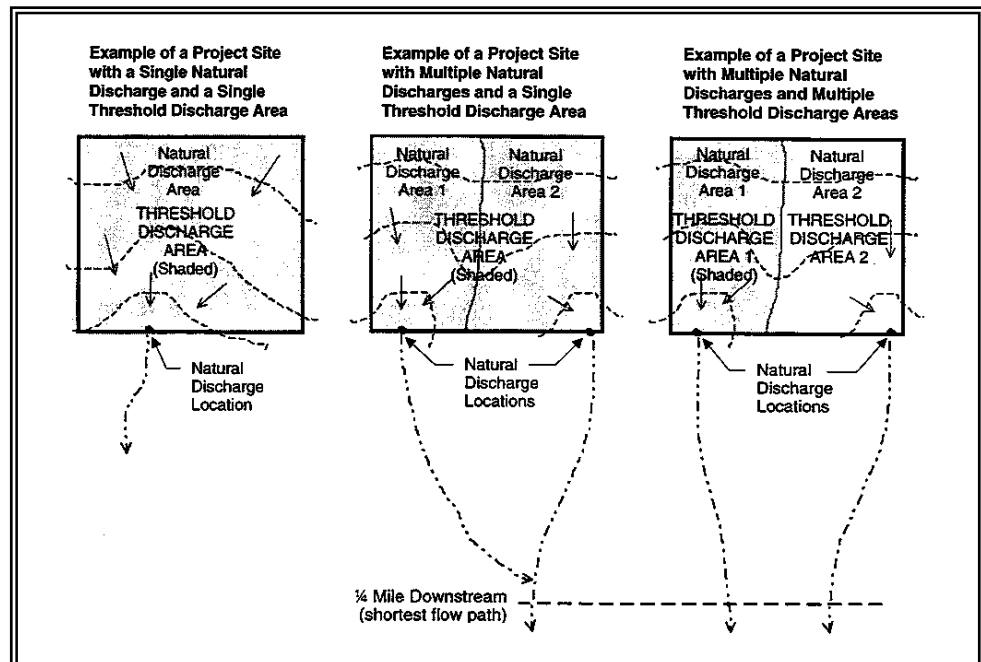 Example of a Project Site
with a Single Natural
Discharge and a Single
Threshold Discharge Area
Natural
Discharge
Area
THRESHOLD
DISCHARGE
AREA
(Shaded)
Natural
Discharge
Location
Example of a Project Site
with Multiple Natural
Discharges and a Single
Threshold Discharge Area
Natural
Discharge
Area 1
Natural
Discharge
Area 2
THRESHOLD
DISCHARGE
AREA
(Shaded)
Natural
Discharge
Locations
Example of a Project Site
with Multiple Natural
Discharges and Multiple
Threshold Discharge Areas
Natural
Discharge
Area 1
Natural
Discharge
Area 2
THRESHOLD
DISCHARGE
AREA 1
(Shaded)
THRESHOLD
DISCHARGE
AREA 2
Natural
Discharge
Locations
¼ Mile Downstream
(shortest flow path)